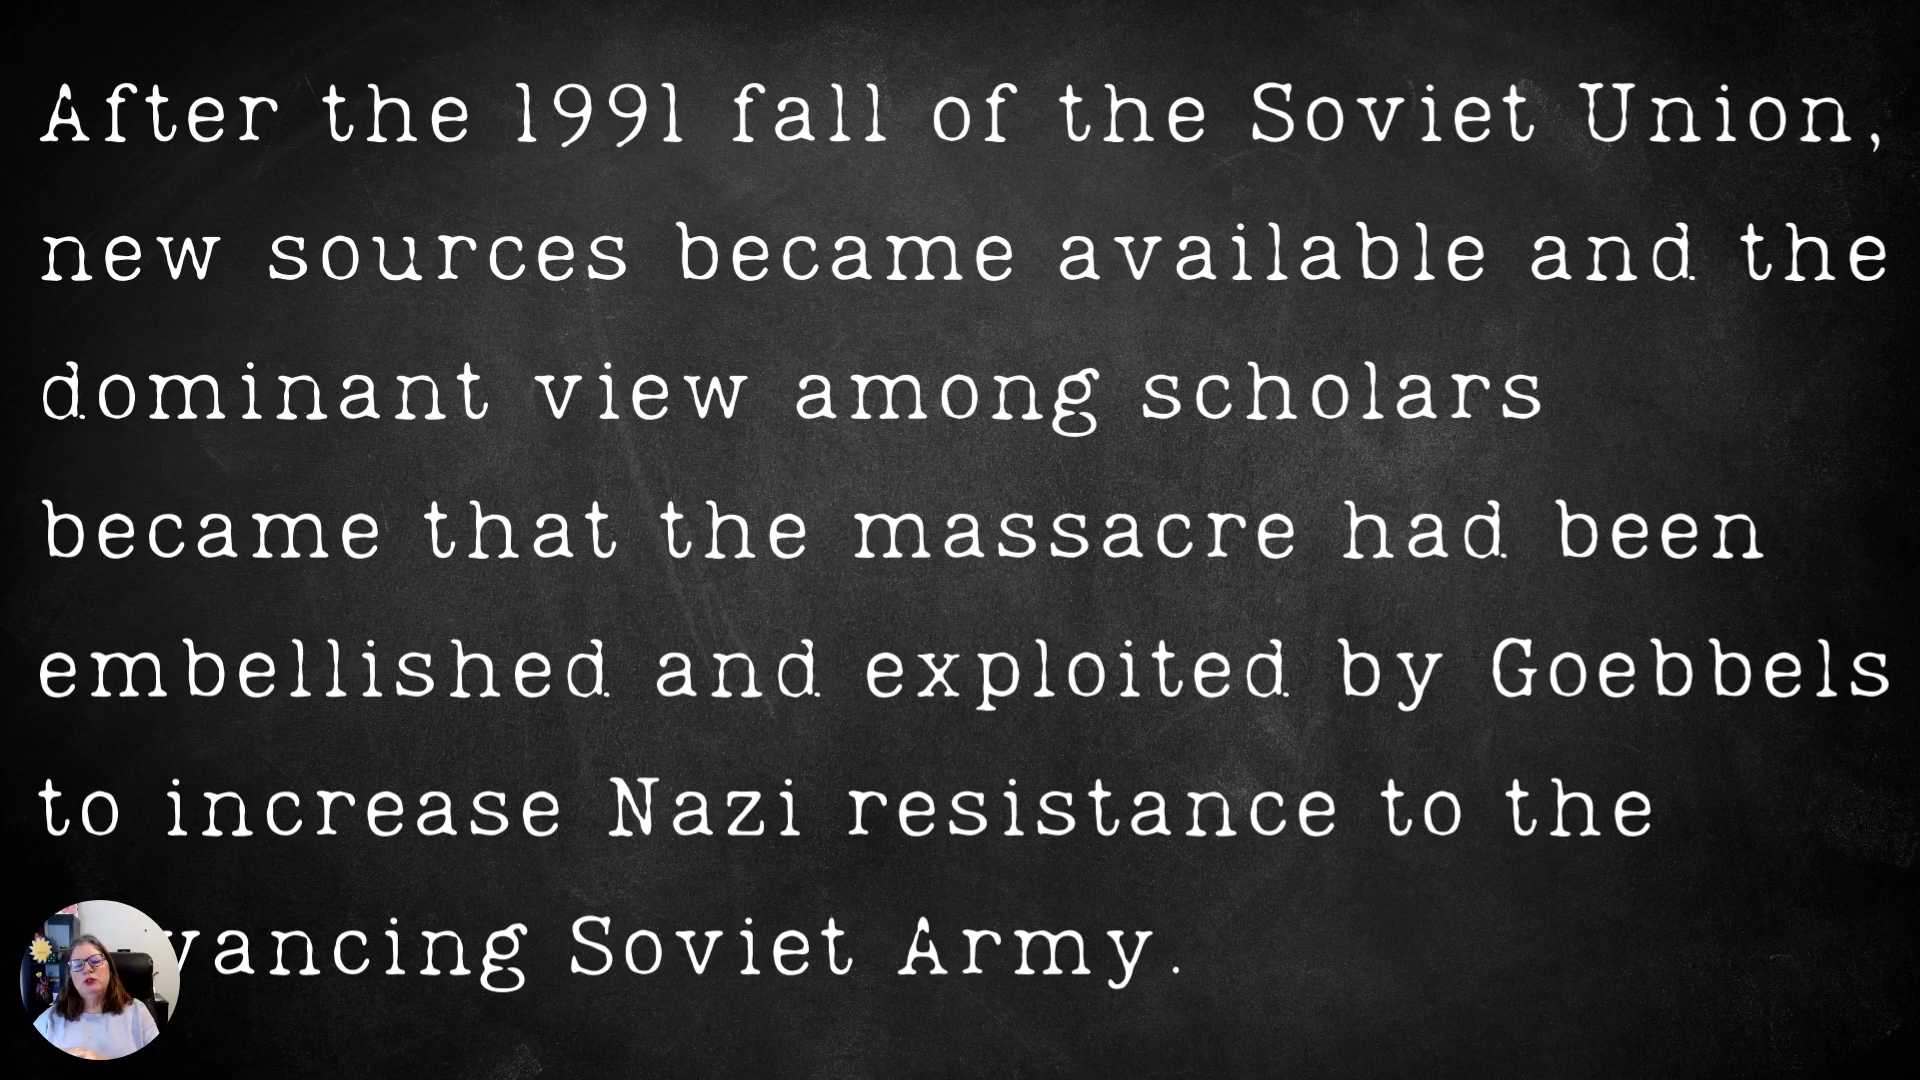 After the 1991 fall of the Soviet Union,
new sources became available and the
dominant view among scholars
became that the massacre had been
embellished and exploited by Goebbels
to increase Nazi resistance to the
Soviet Army.